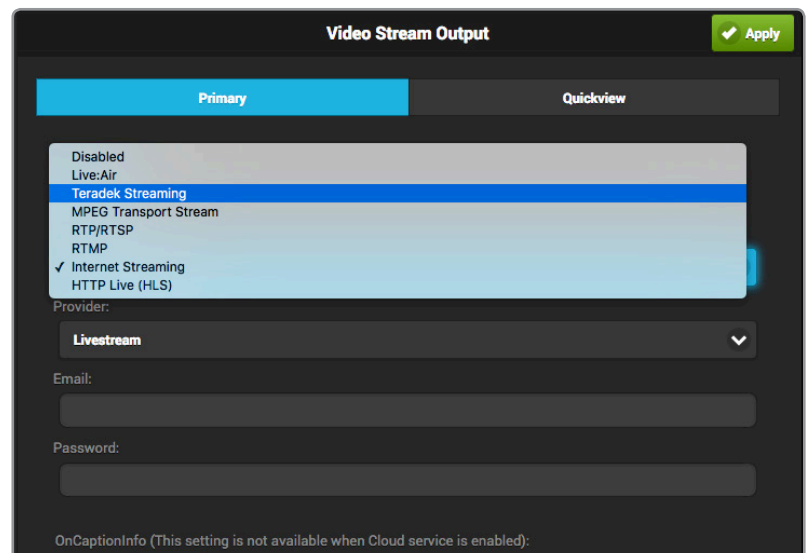 Video Stream Output
Apply
Primary
Quickview
Disabled
Live:Air
Teradek Streaming
MPEG Transport Stream
RTP/RTSP
RTMP
✓ Internet Streaming
HTTP Live (HLS)
Provider:
Livestream
Email:
Password:
OnCaptionInfo (This setting is not available when Cloud service is enabled):